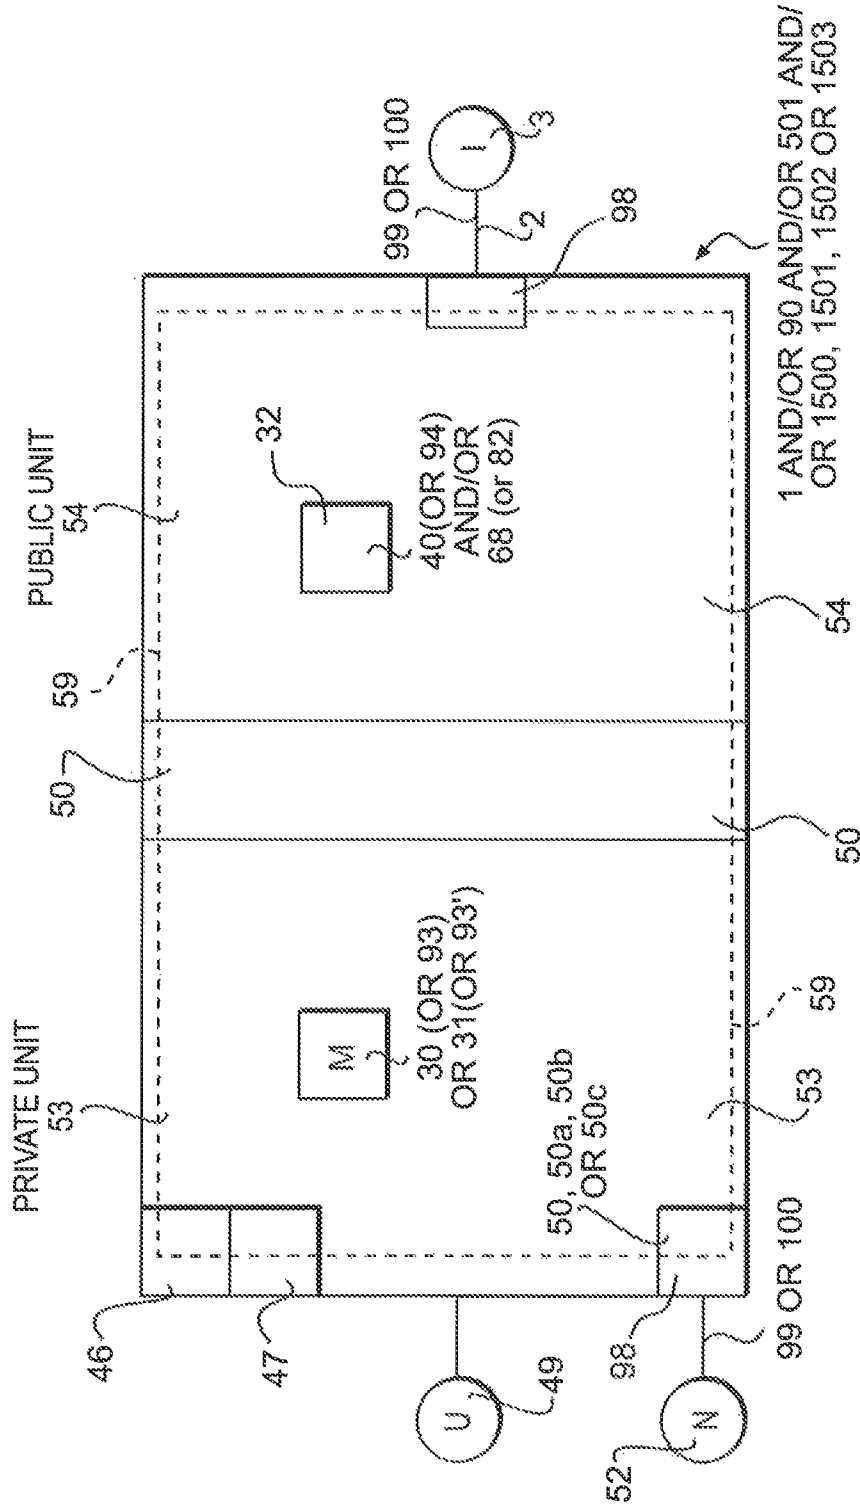 PRIVATE UNIT
53
PUBLIC UNIT
54
50
59
46
47
M
30 (OR 93)
OR 31(OR 93')
32
40(OR 94)
AND/OR
68 (or 82)
99 OR 100
2
I
3
98
U
49
50, 50a, 50b
OR 50c
52
N
98
99 OR 100
53
59
50
54
1 AND/OR 90 AND/OR 501 AND/
OR 1500, 1501, 1502 OR 1503